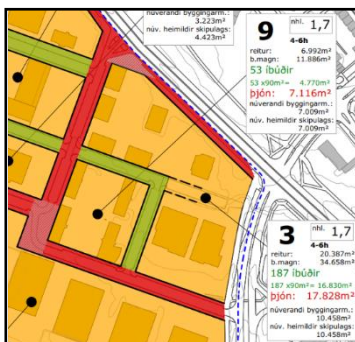 núverandi byggingarm.:
3.223m²
núv. heimildir skipulags:
4.423m²
9
nhl. 1,7
4-6h
reitur: 6.992m²
b.magn: 11.886m²
53 íbúðir
53 x90m²= 4.770m²
þjón: 7.116m²
núverandi byggingarm.:
7.009m²
núv. heimildir skipulags:
7.009m²
3
nhl. 1,7
4-6h
reitur: 20.387m²
b.magn: 34.658m²
187 íbúðir
187 x90m²= 16.830m²
þjón: 17.828m²
núverandi byggingarm.:
10.458m²
núv. heimildir skipulags:
10.458m²